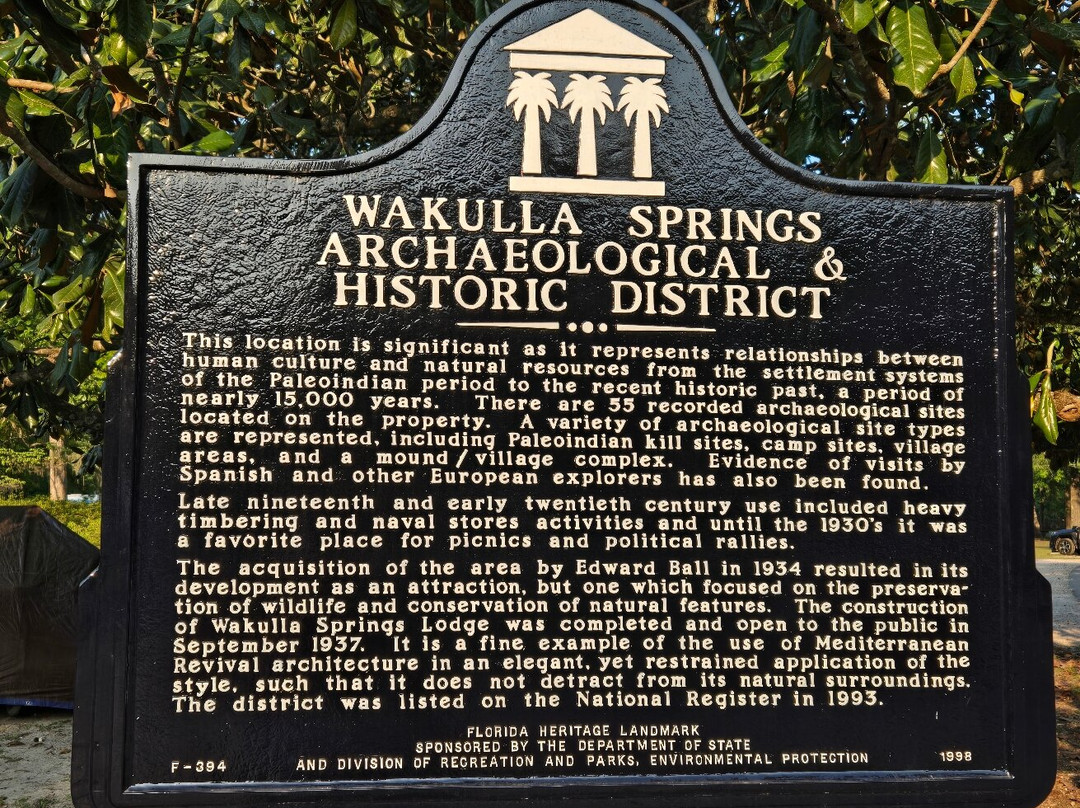 WAKULLA SPRINGS
ARCHAEOLOGICAL &
HISTORIC DISTRICT
This location is significant as it represents relationships between
human culture and natural resources from the settlement systems
of the Paleoindian period to the recent historic past, a period of
nearly 15,000 years. There are 55 recorded archaeological sites
located on the property. A variety of archaeological site types
are represented, including Paleoindian kill sites, camp sites, village
areas, and a mound/village complex. Evidence of visits by
Spanish and other European explorers has also been found.
Late nineteenth and early twentieth century use included heavy
timbering and naval stores activities and until the 1930's it was
a favorite place for picnics and political rallies.
The acquisition of the area by Edward Ball in 1934 resulted in its
development as an attraction, but one which focused on the preserva-
tion of wildlife and conservation of natural features. The construction
of Wakulla Springs Lodge was completed and open to the public in
September 1937. It is a fine example of the use of Mediterranean
Revival architecture in an elegant, yet restrained application of the
style, such that it does not detract from its natural surroundings.
The district was listed on the National Register in 1993.
FLORIDA HERITAGE LANDMARK
SPONSORED BY THE DEPARTMENT OF STATE
F-394 AND DIVISION OF RECREATION AND PARKS, ENVIRONMENTAL PROTECTION 1998